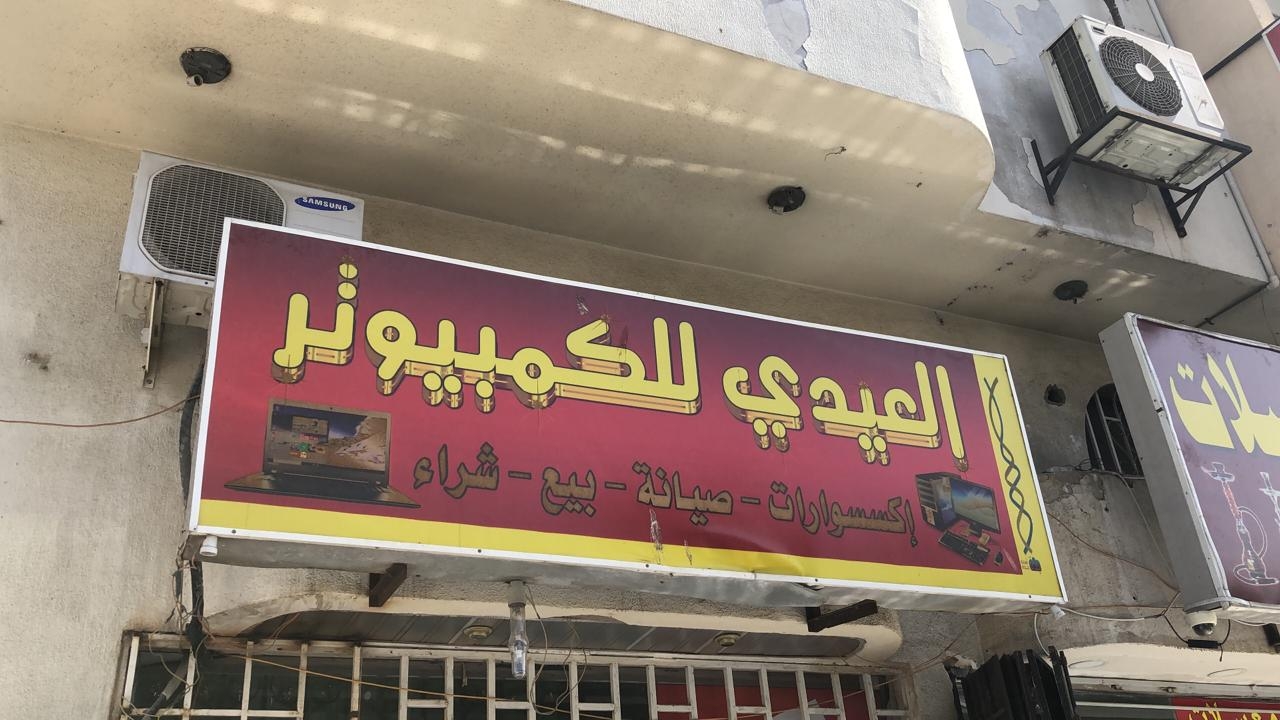 SAMSUNG
العيدي للكمبيوتر
إكسسوارات - صيانة - بيع - شراء